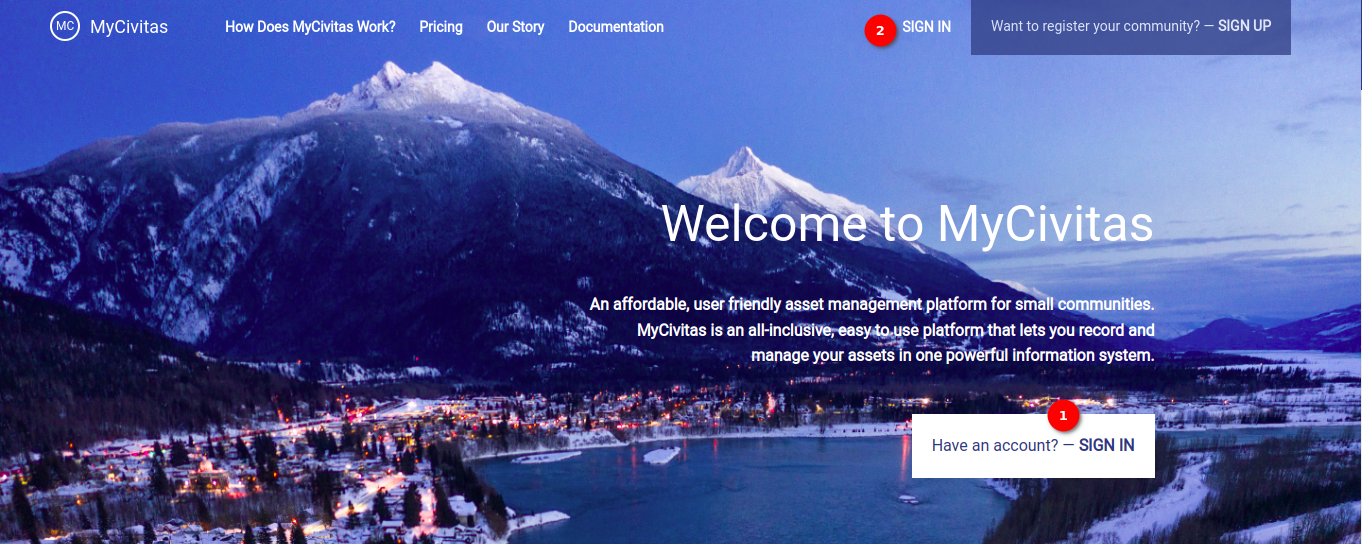 MC MyCivitas How Does MyCivitas Work? Pricing Our Story Documentation 2 SIGN IN Want to register your community? — SIGN UP
Welcome to MyCivitas
An affordable, user friendly asset management platform for small communities.
MyCivitas is an all-inclusive, easy to use platform that lets you record and
manage your assets in one powerful information system.
1
Have an account? — SIGN IN